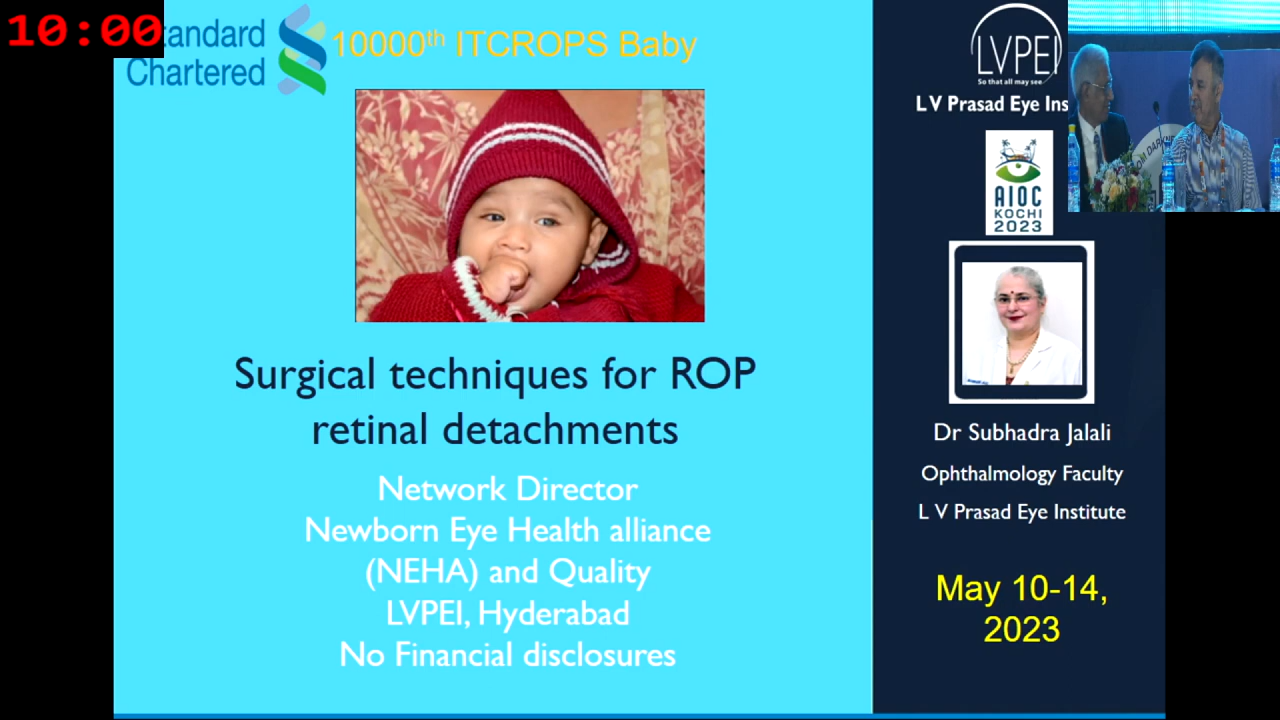 10:00
tandard
Chartered
10000th ITCROPS Baby
LVPEI
So that all may see
L V Prasad Eye Ins
AIOC
KOCHI
2023
Surgical techniques for ROP
retinal detachments
Network Director
Newborn Eye Health alliance
(NEHA) and Quality
LVPEI, Hyderabad
No Financial disclosures
Dr Subhadra Jalali
Ophthalmology Faculty
L V Prasad Eye Institute
May 10-14,
2023